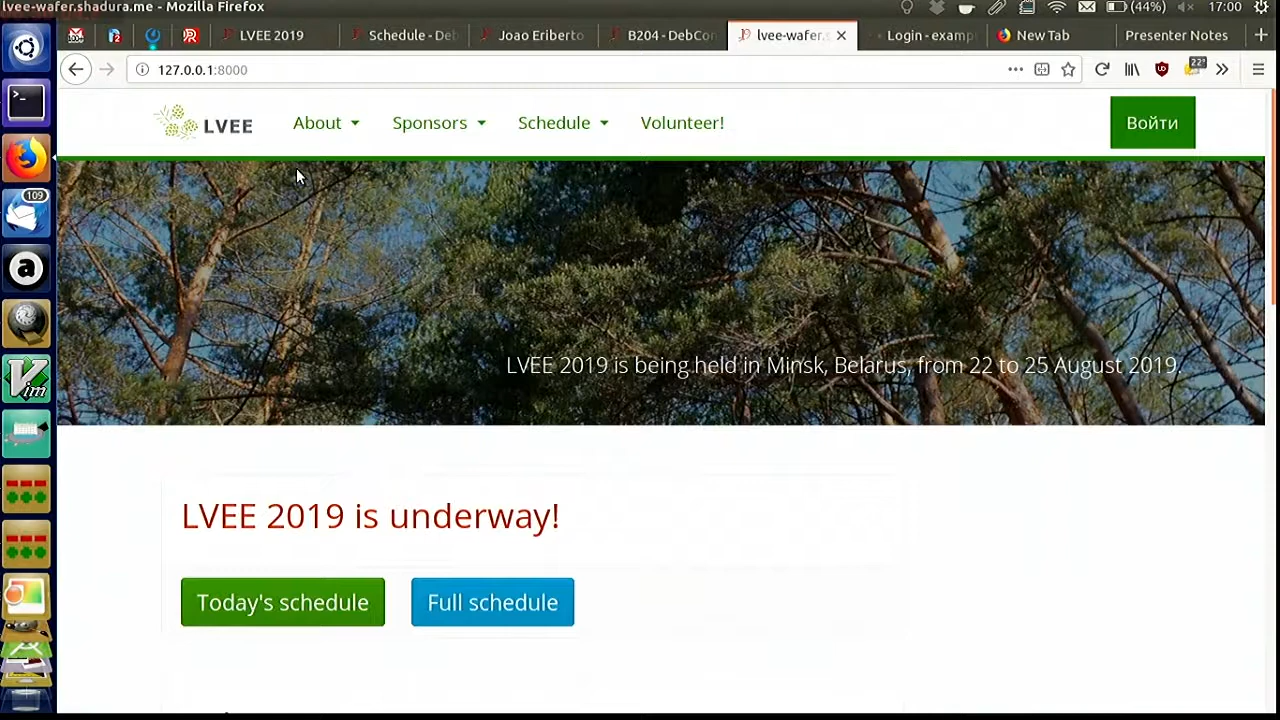 lvee-wafer.shadura.me - Mozilla Firefox
(44%)
17:00
LVEE 2019
Schedule - Deb
Joao Eriberto
B204 - DebCon
lvee-wafer.s
Login - examp
New Tab
Presenter Notes
127.0.0.1:8000
22°
LVEE
About
Sponsors
Schedule
Volunteer!
Войти
109
LVEE 2019 is being held in Minsk, Belarus, from 22 to 25 August 2019.
LVEE 2019 is underway!
Today's schedule
Full schedule
a
Vim